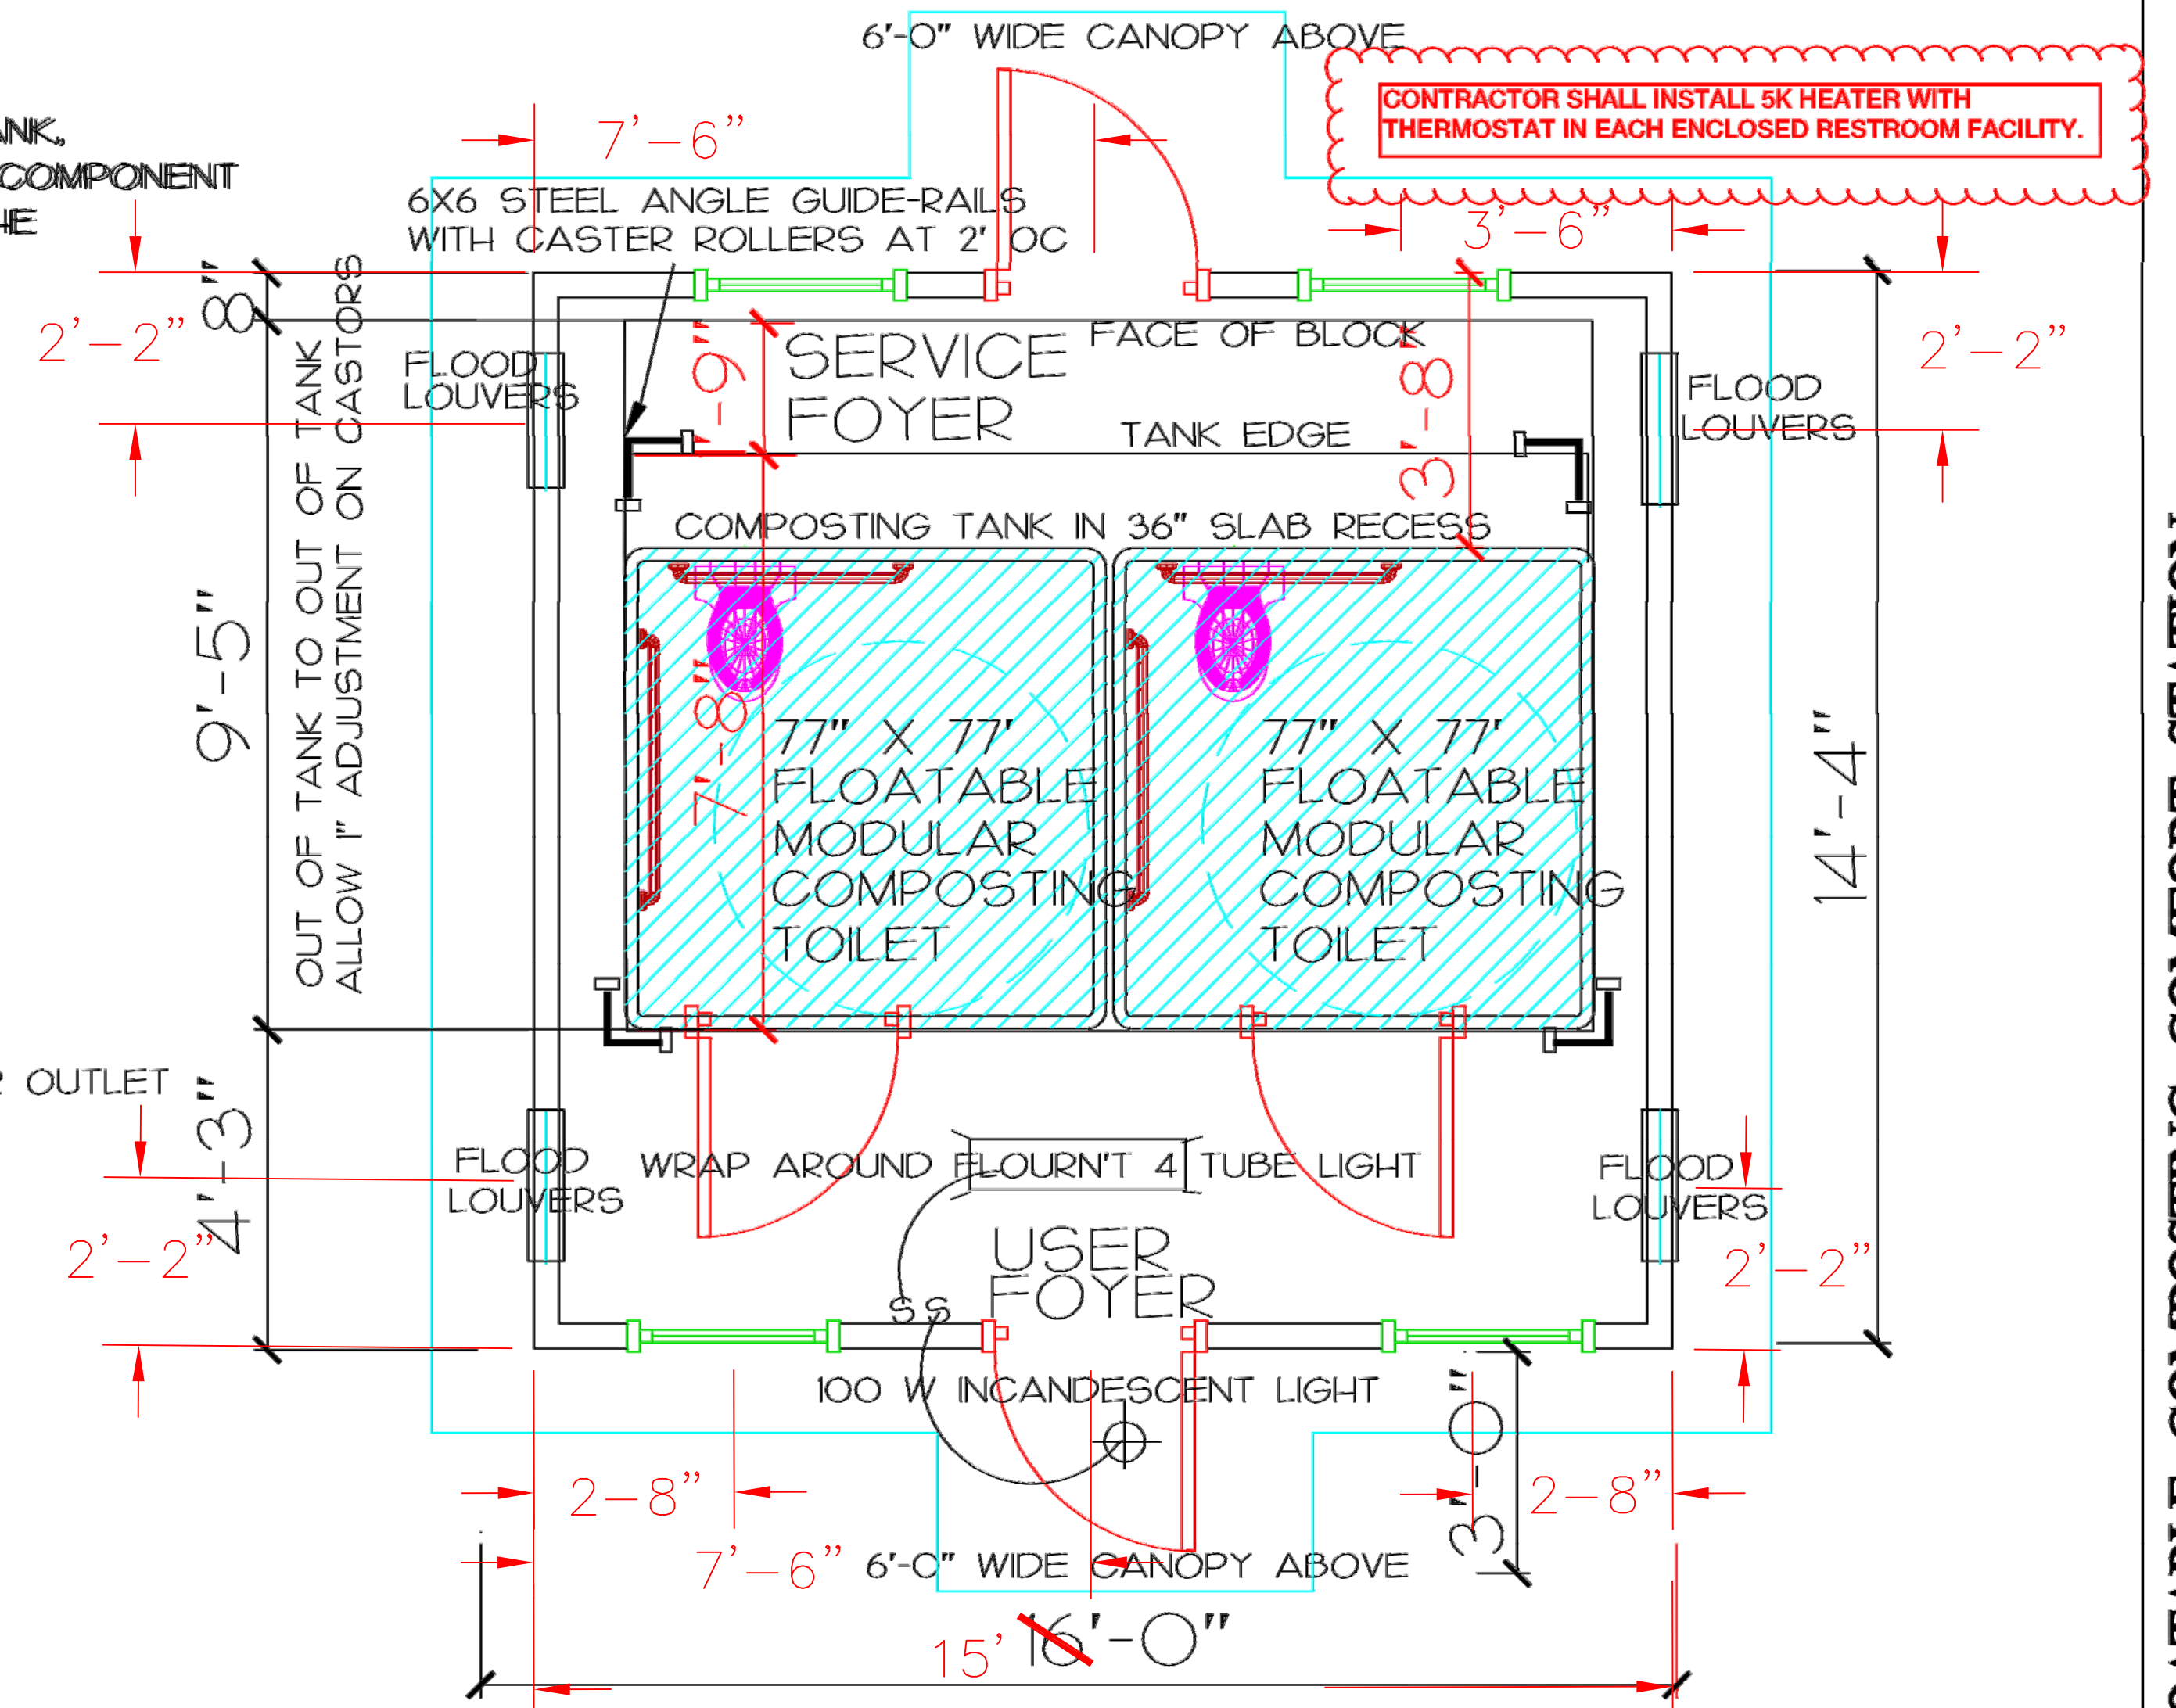 6'-0" WIDE CANOPY ABOVE
CONTRACTOR SHALL INSTALL 5K HEATER WITH
THERMOSTAT IN EACH ENCLOSED RESTROOM FACILITY.
7'-6"
COMPONENT
6X6 STEEL ANGLE GUIDE-RAILS
WITH CASTER ROLLERS AT 2' OC
3'-6"
2'-2"
8"
FLOOD
LOUVERS
SERVICE
FOYER
FACE OF BLOCK
'-9"
3'-8"
2'-2"
FLOOD
LOUVERS
TANK EDGE
COMPOSTING TANK IN 36" SLAB RECESS
OUT OF TANK TO OUT OF TANK
ALLOW 1" ADJUSTMENT ON CASTORS
9'-5"
7'-8"
77" X 77'
FLOATABLE
MODULAR
COMPOSTING
TOILET
77" X 77'
FLOATABLE
MODULAR
COMPOSTING
TOILET
14'-4"
OUTLET
4'-3"
2'-2"
FLOOD
LOUVERS
WRAP AROUND FLOURN'T 4 TUBE LIGHT
FLOOD
LOUVERS
2'-2"
USER
FOYER
S S
100 W INCANDESCENT LIGHT
3'-0"
2-8"
2-8"
7'-6"
6'-0" WIDE CANOPY ABOVE
15' 16'-0"